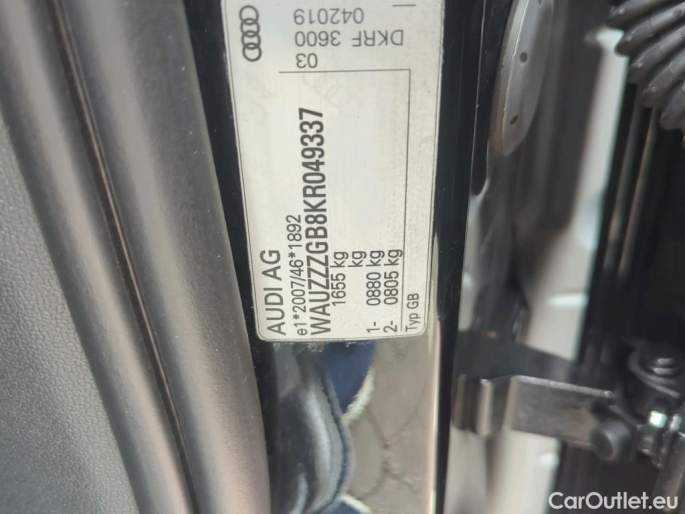 AUDI AG
e1*2007/46*1892
WAUZZZGB8KR049337
1655 kg
kg
1- 0880 kg
2- 0805 kg
Typ GB
03
DKRF 3600
042019
CarOutlet.eu